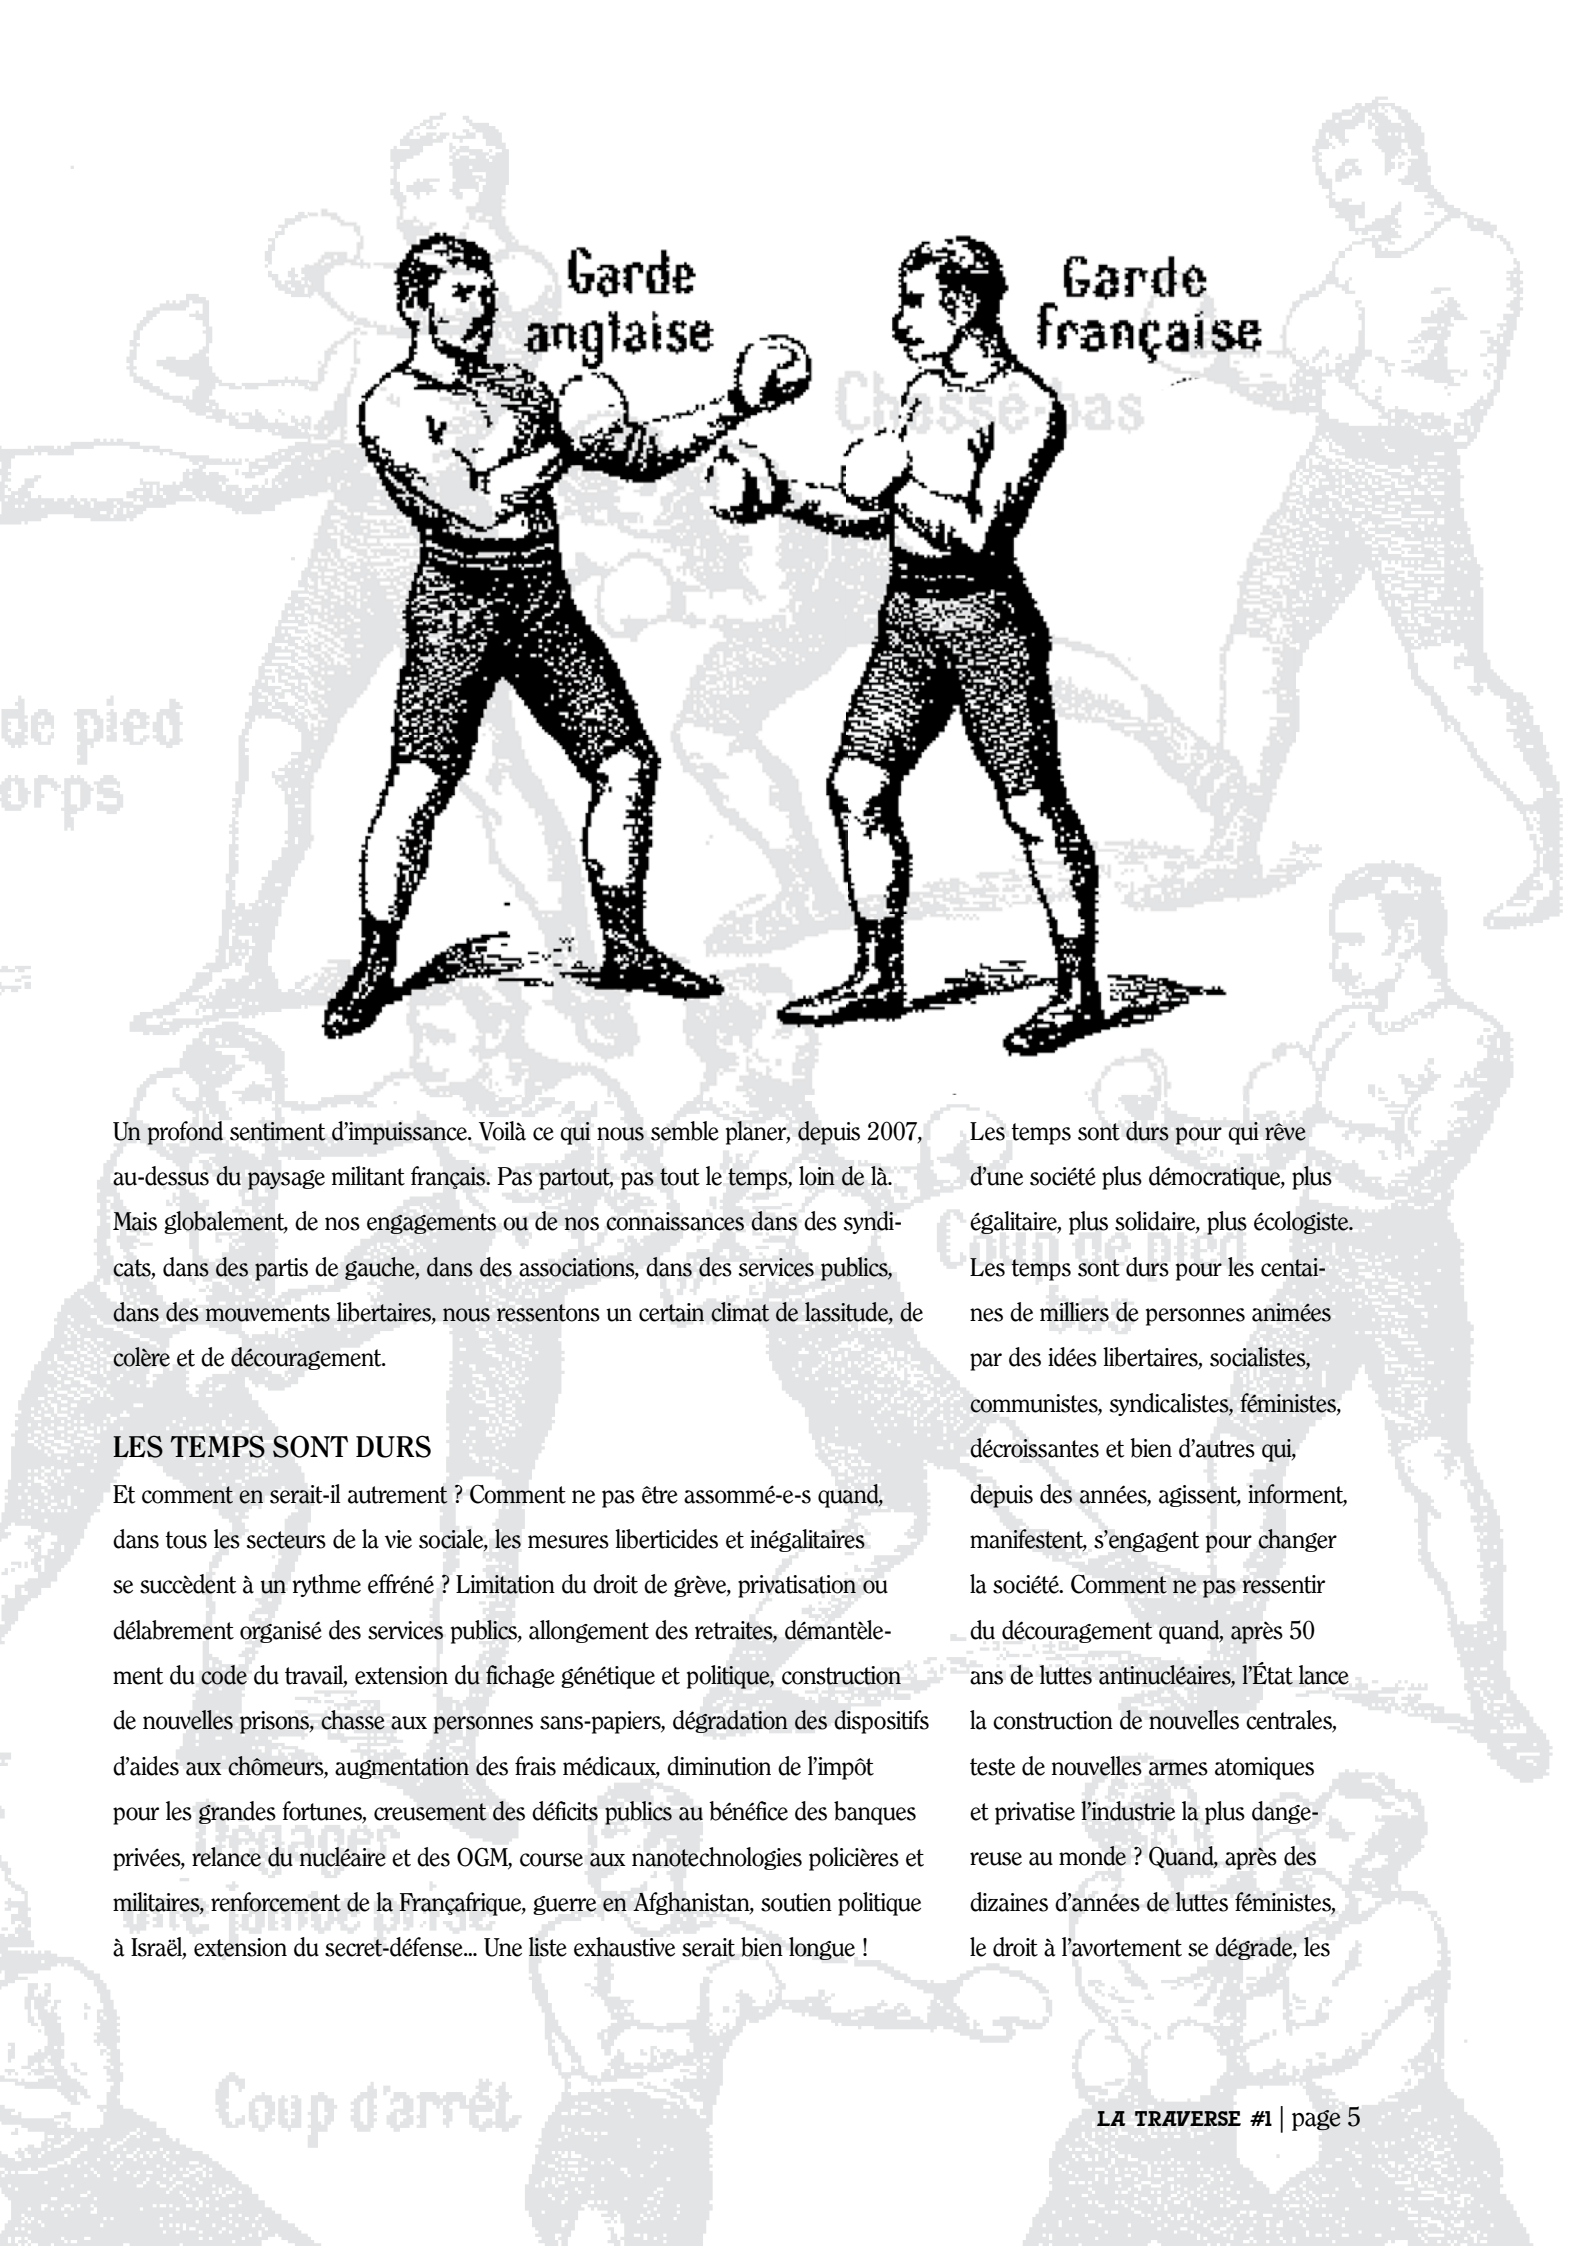 Garde
anglaise
Garde
française
Chassé bas
de pied
orps
Un profond sentiment d’impuissance. Voilà ce qui nous semble planer, depuis 2007,
au-dessus du paysage militant français. Pas partout, pas tout le temps, loin de là.
Mais globalement, de nos engagements ou de nos connaissances dans des syndi-
cats, dans des partis de gauche, dans des associations, dans des services publics,
dans des mouvements libertaires, nous ressentons un certain climat de lassitude, de
colère et de découragement.
LES TEMPS SONT DURS
Et comment en serait-il autrement ? Comment ne pas être assommé-e-s quand,
dans tous les secteurs de la vie sociale, les mesures liberticides et inégalitaires
se succèdent à un rythme effréné ? Limitation du droit de grève, privatisation ou
délabrement organisé des services publics, allongement des retraites, démantèle-
ment du code du travail, extension du fichage génétique et politique, construction
de nouvelles prisons, chasse aux personnes sans-papiers, dégradation des dispositifs
d’aides aux chômeurs, augmentation des frais médicaux, diminution de l’impôt
pour les grandes fortunes, creusement des déficits publics au bénéfice des banques
privées, relance du nucléaire et des OGM, course aux nanotechnologies policières et
militaires, renforcement de la Françafrique, guerre en Afghanistan, soutien politique
à Israël, extension du secret-défense... Une liste exhaustive serait bien longue !
Les temps sont durs pour qui rêve
d’une société plus démocratique, plus
égalitaire, plus solidaire, plus écologiste.
Les temps sont durs pour les centai-
nes de milliers de personnes animées
par des idées libertaires, socialistes,
communistes, syndicalistes, féministes,
décroissantes et bien d’autres qui,
depuis des années, agissent, informent,
manifestent, s’engagent pour changer
la société. Comment ne pas ressentir
du découragement quand, après 50
ans de luttes antinucléaires, l’État lance
la construction de nouvelles centrales,
teste de nouvelles armes atomiques
et privatise l’industrie la plus dange-
reuse au monde ? Quand, après des
dizaines d’années de luttes féministes,
le droit à l’avortement se dégrade, les
Coup de pied
bas
Dégager
une jambe prise
Coup d'arrêt
LA TRAVERSE #1 | page 5